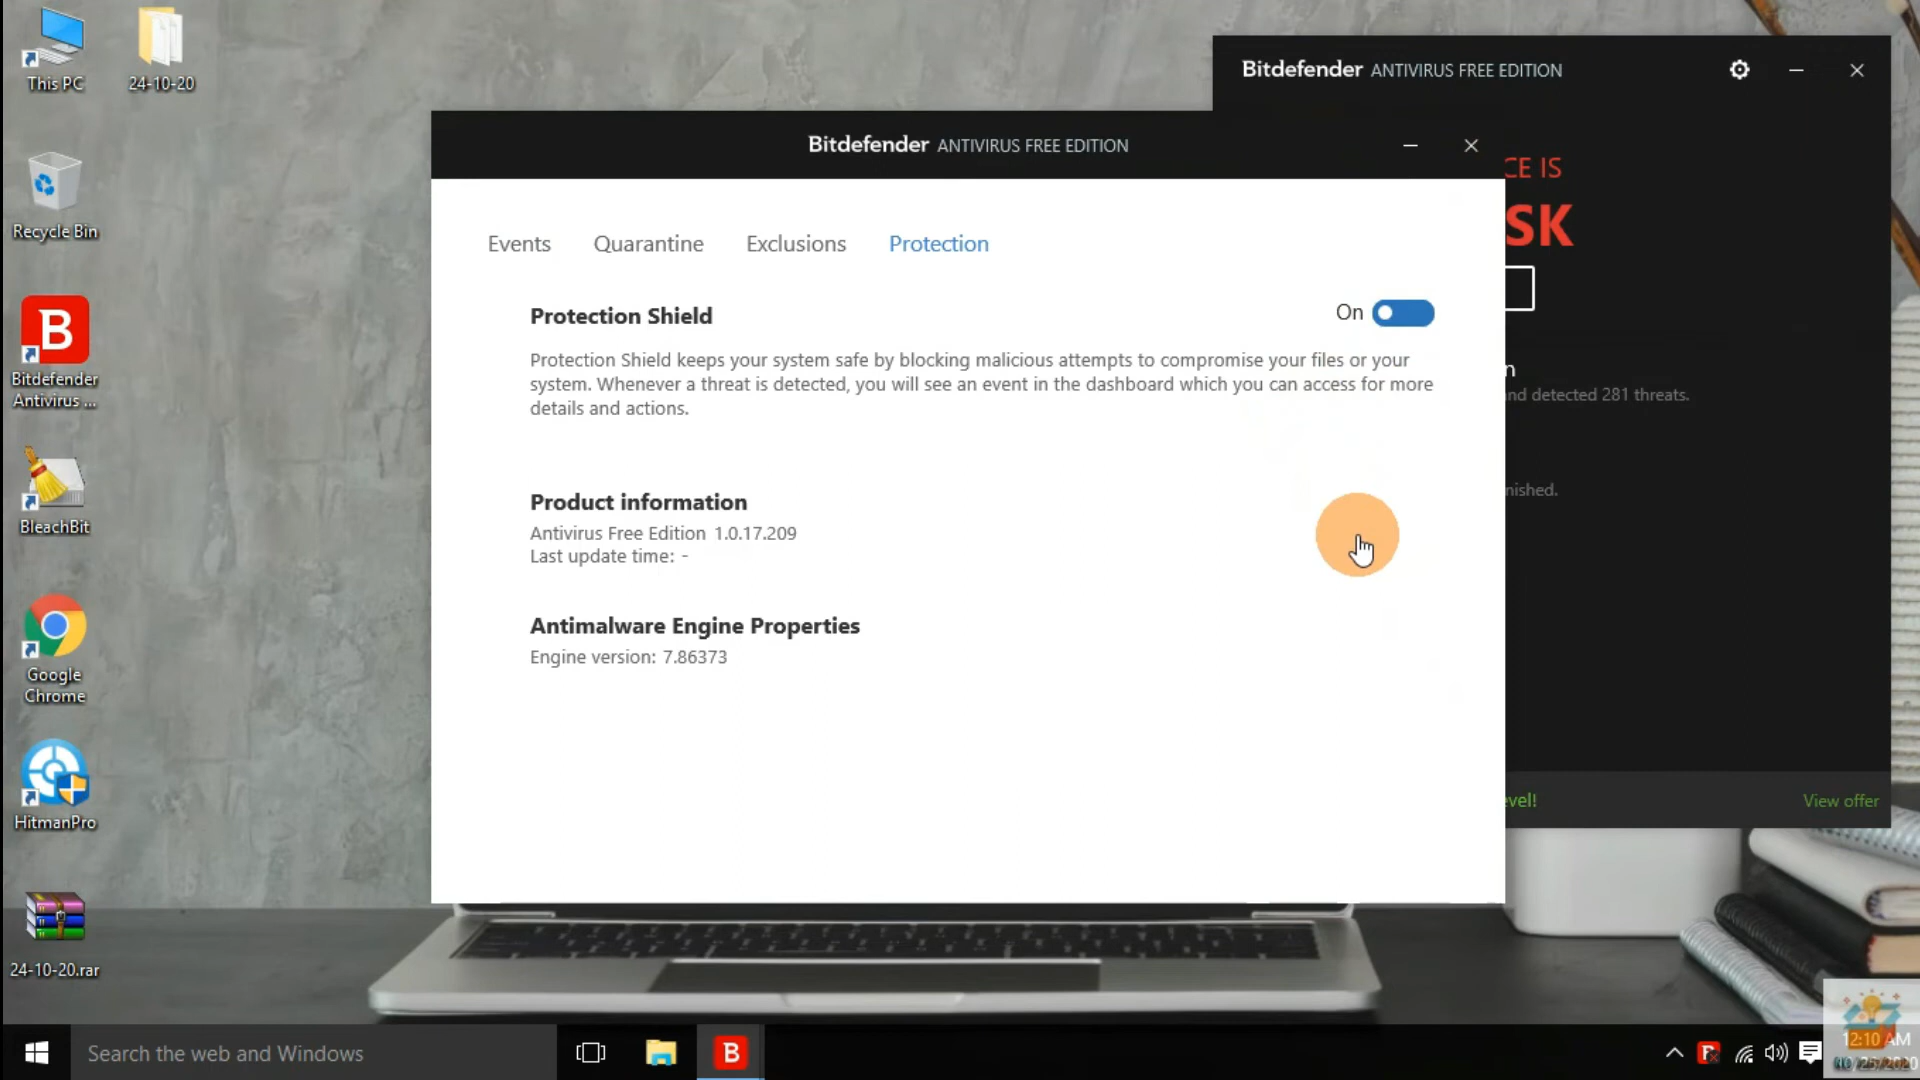 This PC
24-10-20
Recycle Bin
Bitdefender
Antivirus ...
BleachBit
Google
Chrome
HitmanPro
24-10-20.rar
Bitdefender ANTIVIRUS FREE EDITION
CE IS
SK
n
nd detected 281 threats.
nished.
evel!
View offer
Bitdefender ANTIVIRUS FREE EDITION
Events
Quarantine
Exclusions
Protection
Protection Shield
On
Protection Shield keeps your system safe by blocking malicious attempts to compromise your files or your
system. Whenever a threat is detected, you will see an event in the dashboard which you can access for more
details and actions.
Product information
Antivirus Free Edition 1.0.17.209
Last update time: -
Antimalware Engine Properties
Engine version: 7.86373
Search the web and Windows
12:10 AM